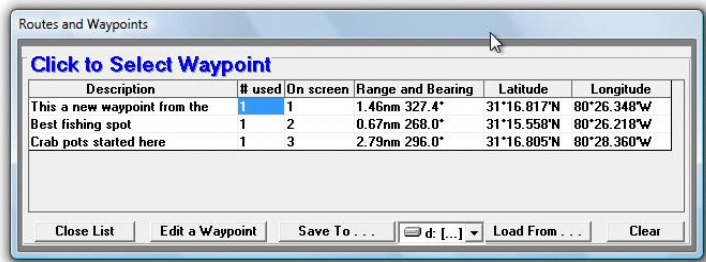 Routes and Waypoints
Click to Select Waypoint
Description # used On screen Range and Bearing Latitude Longitude
This a new waypoint from the 1 1 1.46nm 327.4° 31°16.817'N 80°26.348'W
Best fishing spot 1 2 0.67nm 268.0° 31°15.558'N 80°26.218'W
Crab pots started here 1 3 2.79nm 296.0° 31°16.805'N 80°28.360'W
Close List Edit a Waypoint Save To . . . d: [...] Load From . . . Clear